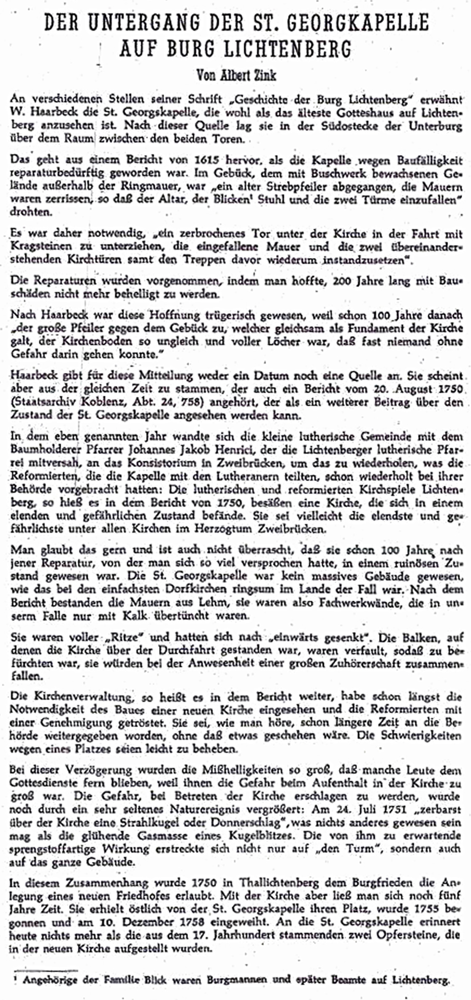 DER UNTERGANG DER ST. GEORGKAPELLE
AUF BURG LICHTENBERG
Von Albert Zink
An verschiedenen Stellen seiner Schrift „Geschichte der Burg Lichtenberg“ erwähnt
W. Haarbeck die St. Georgskapelle, die wohl als das älteste Gotteshaus auf Lichten-
berg anzusehen ist. Nach dieser Quelle lag sie in der Südostecke der Unterburg
über dem Raum zwischen den beiden Toren.
Das geht aus einem Bericht von 1615 hervor, als die Kapelle wegen Baufälligkeit
reparaturbedürftig geworden war. Im Gebück, dem mit Buschwerk bewachsenen Ge-
lände außerhalb der Ringmauer, war „ein alter Strebpfeiler abgegangen, die Mauern
waren zerrissen, so daß der Altar, der Blicken¹ Stuhl und die zwei Türme einzufallen“
drohten.
Es war daher notwendig, „ein zerbrochenes Tor unter der Kirche in der Fahrt mit
Kragsteinen zu unterziehen, die eingefallene Mauer und die zwei übereinander-
stehenden Kirchtüren samt den Treppen davor wiederum instandzusetzen“.
Die Reparaturen wurden vorgenommen, indem man hoffte, 200 Jahre lang mit Bau-
schäden nicht mehr behelligt zu werden.
Nach Haarbeck war diese Hoffnung trügerisch gewesen, weil schon 100 Jahre danach
„der große Pfeiler gegen dem Gebück zu, welcher gleichsam als Fundament der Kirche
galt, der Kirchenboden so ungleich und voller Löcher war, daß fast niemand ohne
Gefahr darin gehen konnte.“
Haarbeck gibt für diese Mitteilung weder ein Datum noch eine Quelle an. Sie scheint
aber aus der gleichen Zeit zu stammen, der auch ein Bericht vom 20. August 1750
(Staatsarchiv Koblenz, Abt. 24, 758) angehört, der als ein weiterer Beitrag über den
Zustand der St. Georgskapelle angesehen werden kann.
In dem eben genannten Jahr wandte sich die kleine lutherische Gemeinde mit dem
Baumholderer Pfarrer Johannes Jakob Henrici, der die Lichtenberger lutherische Pfar-
rei mitversah, an das Konsistorium in Zweibrücken, um das zu wiederholen, was die
Reformierten, die die Kapelle mit den Lutheranern teilten, schon wiederholt bei ihrer
Behörde vorgebracht hatten: Die lutherischen und reformierten Kirchspiele Lichten-
berg, so hieß es in dem Bericht von 1750, besäßen eine Kirche, die sich in einem
elenden und gefährlichen Zustand befände. Sie sei vielleicht die elendste und ge-
fährlichste unter allen Kirchen im Herzogtum Zweibrücken.
Man glaubt das gern und ist auch nicht überrascht, daß sie schon 100 Jahre nach
jener Reparatur, von der man sich so viel versprochen hatte, in einem ruinösen Zu-
stand gewesen war. Die St. Georgskapelle war kein massives Gebäude gewesen,
wie das bei den einfachsten Dorfkirchen ringsum im Lande der Fall war. Nach dem
Bericht bestanden die Mauern aus Lehm, sie waren also Fachwerkwände, die in un-
serm Falle nur mit Kalk übertüncht waren.
Sie waren voller „Ritze“ und hatten sich nach „einwärts gesenkt“. Die Balken, auf
denen die Kirche über der Durchfahrt gestanden war, waren verfault, sodaß zu be-
fürchten war, sie würden bei der Anwesenheit einer großen Zuhörerschaft zusammen-
fallen.
Die Kirchenverwaltung, so heißt es in dem Bericht weiter, habe schon längst die
Notwendigkeit des Baues einer neuen Kirche eingesehen und die Reformierten mit
einer Genehmigung getröstet. Sie sei, wie man höre, schon längere Zeit an die Be-
hörde weitergegeben worden, ohne daß etwas geschehen wäre. Die Schwierigkeiten
wegen eines Platzes seien leicht zu beheben.
Bei dieser Verzögerung wurden die Mißhelligkeiten so groß, daß manche Leute dem
Gottesdienste fern blieben, weil ihnen die Gefahr beim Aufenthalt in der Kirche zu
groß war. Die Gefahr, bei Betreten der Kirche erschlagen zu werden, wurde
noch durch ein sehr seltenes Naturereignis vergrößert: Am 24. Juli 1751 „zerbarst
über der Kirche eine Strahlkugel oder Donnerschlag“, was nichts anderes gewesen sein
mag als die glühende Gasmasse eines Kugelblitzes. Die von ihm zu erwartende
sprengstoffartige Wirkung erstreckte sich nicht nur auf „den Turm“, sondern auch
auf das ganze Gebäude.
In diesem Zusammenhang wurde 1750 in Thallichtenberg dem Burgfrieden die An-
legung eines neuen Friedhofes erlaubt. Mit der Kirche aber ließ man sich noch fünf
Jahre Zeit. Sie erhielt östlich von der St. Georgskapelle ihren Platz, wurde 1755 be-
gonnen und am 10. Dezember 1758 eingeweiht. An die St. Georgskapelle erinnert
heute nichts mehr als die aus dem 17. Jahrhundert stammenden zwei Opfersteine, die
in der neuen Kirche aufgestellt wurden.
¹ Angehörige der Familie Blick waren Burgmannen und später Beamte auf Lichtenberg.